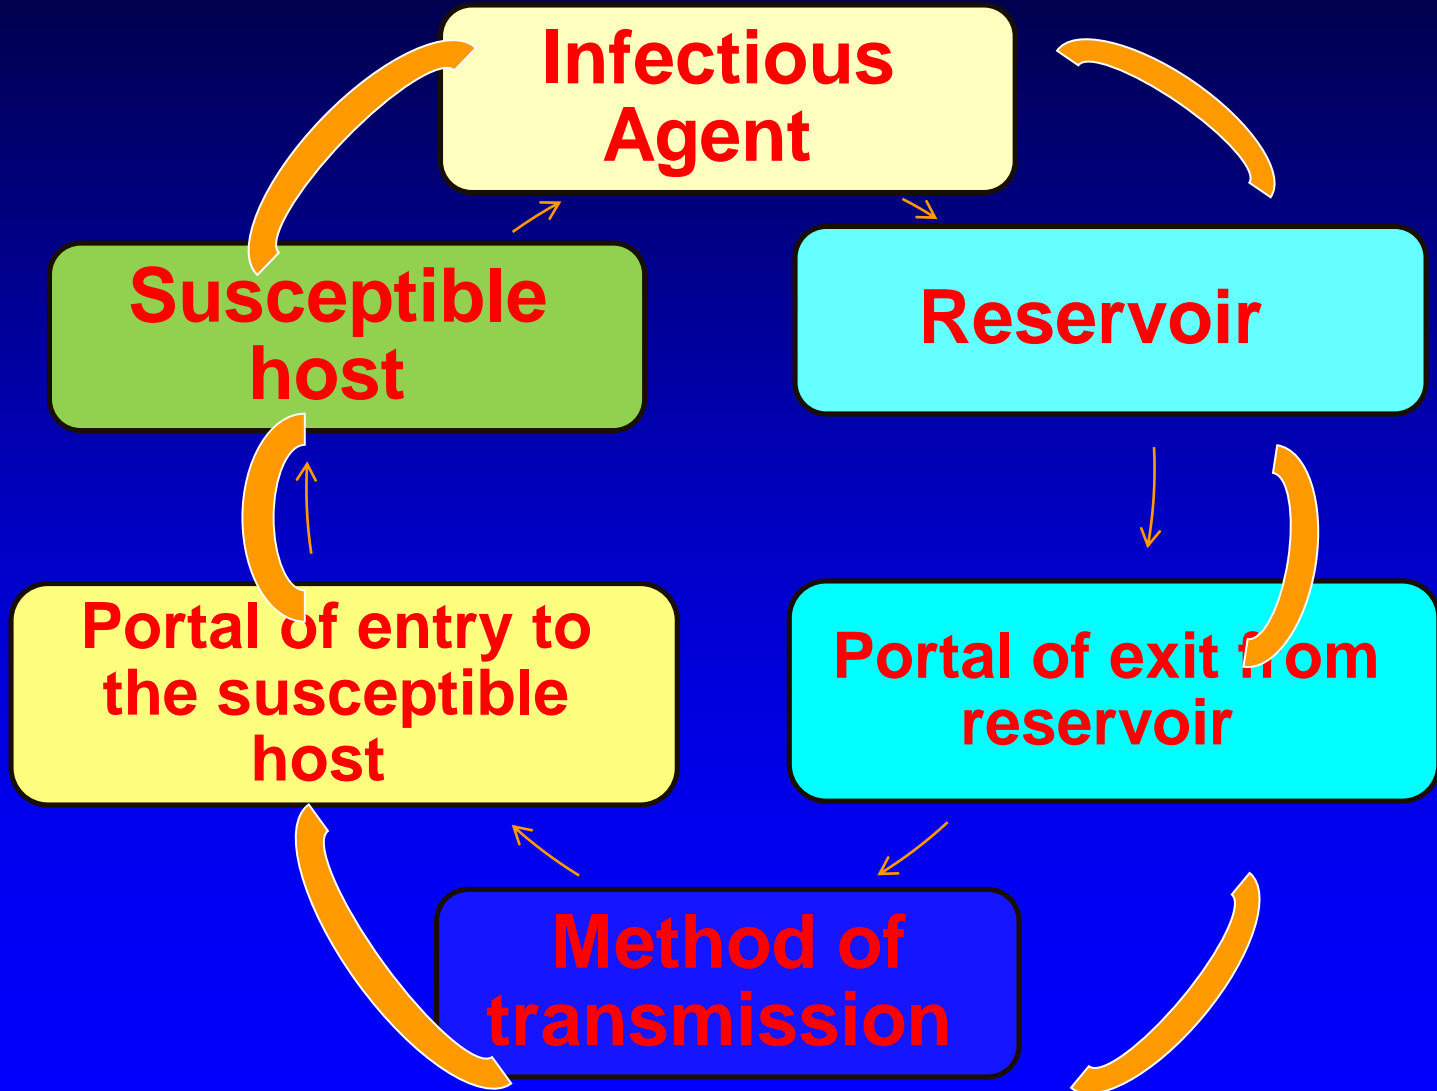 Infectious
Agent
Reservoir
Portal of exit from
reservoir
Method of
transmission
Portal of entry to
the susceptible
host
Susceptible
host